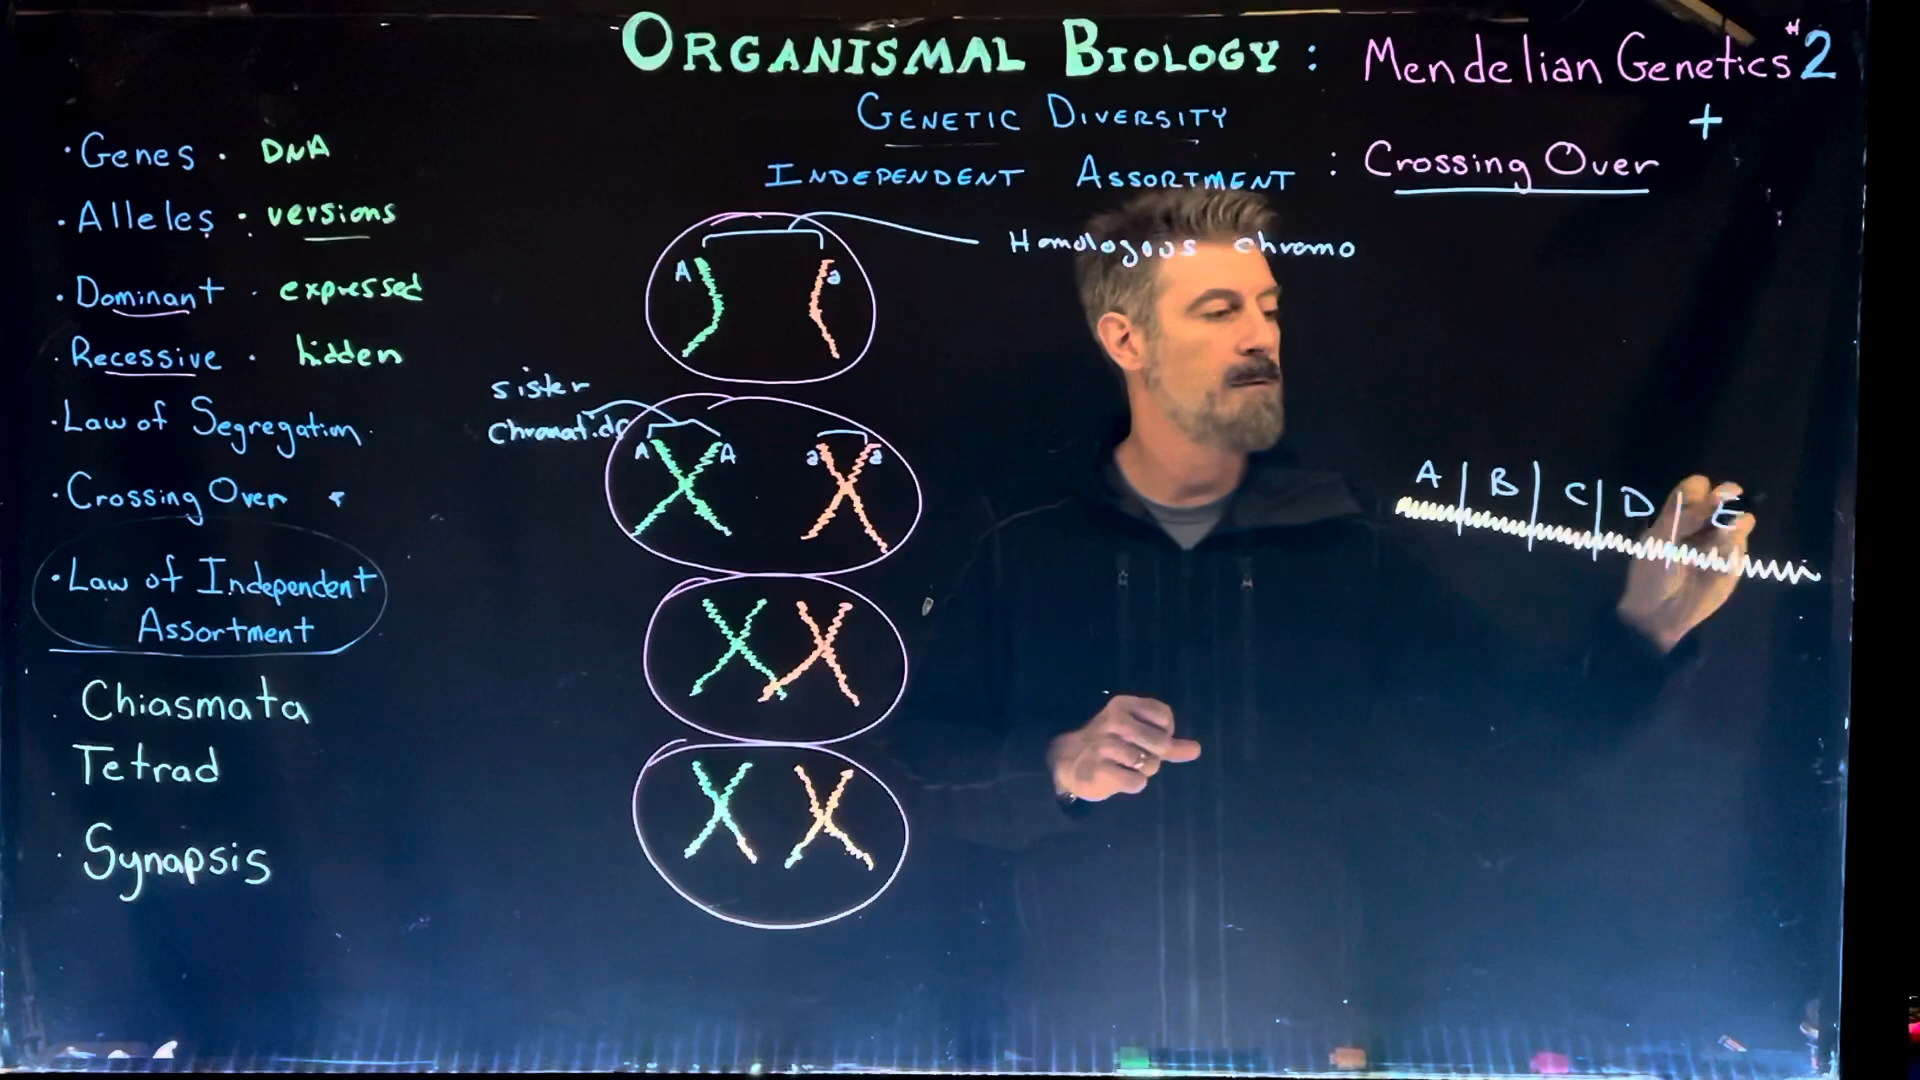 ORGANISMAL BIOLOGY : Mendelian Genetics #2
GENETIC DIVERSITY +
INDEPENDENT ASSORTMENT : Crossing Over
· Genes · DNA
· Alleles : versions
· Dominant · expressed
· Recessive · hidden
· Law of Segregation.
· Crossing Over
· Law of Independent
Assortment
· Chiasmata
· Tetrad
· Synapsis
Homologous chromo
A a
sister
chromatids
A A a a
A | B | C | D | E